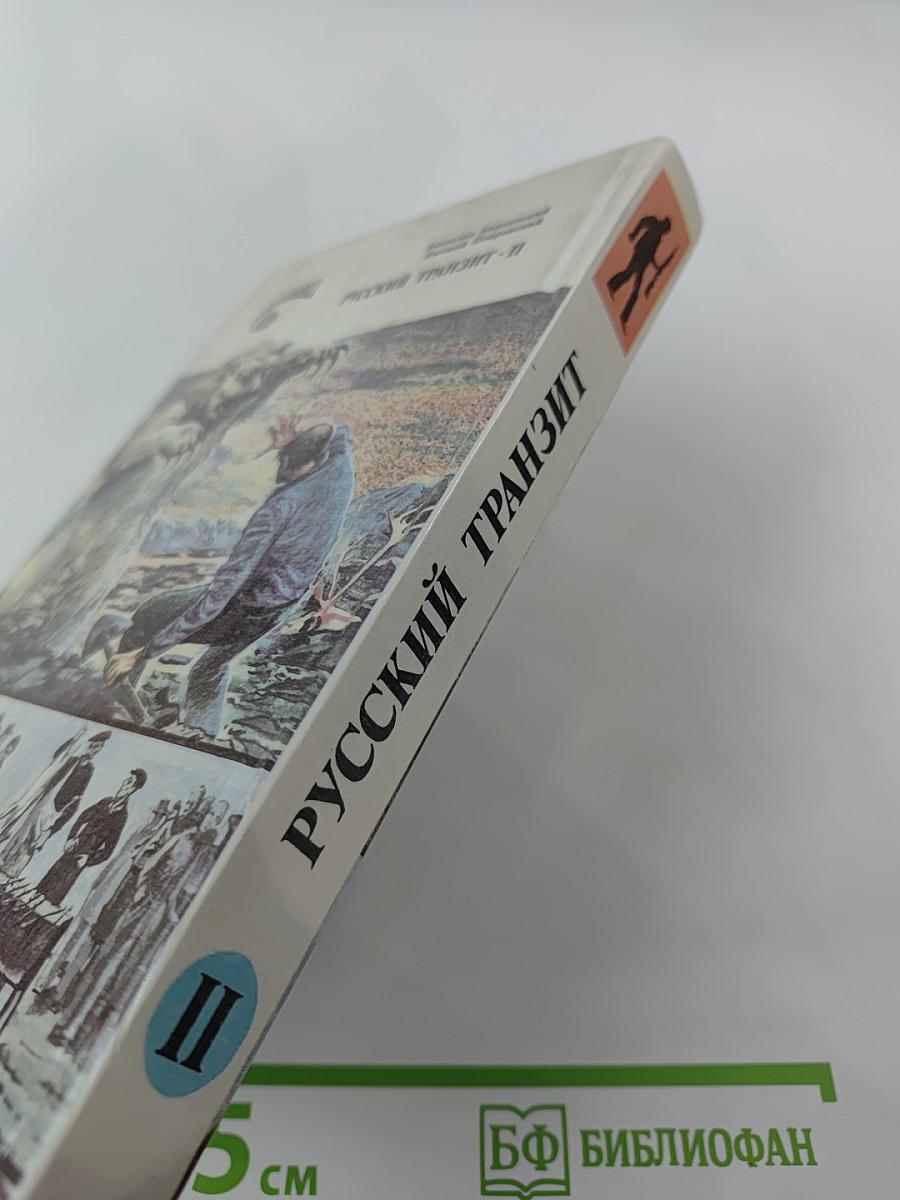 РУССКИЙ ТРАНЗИТ - II
РУССКИЙ ТРАНЗИТ
II
5 см
БФ БИБЛИОФАН